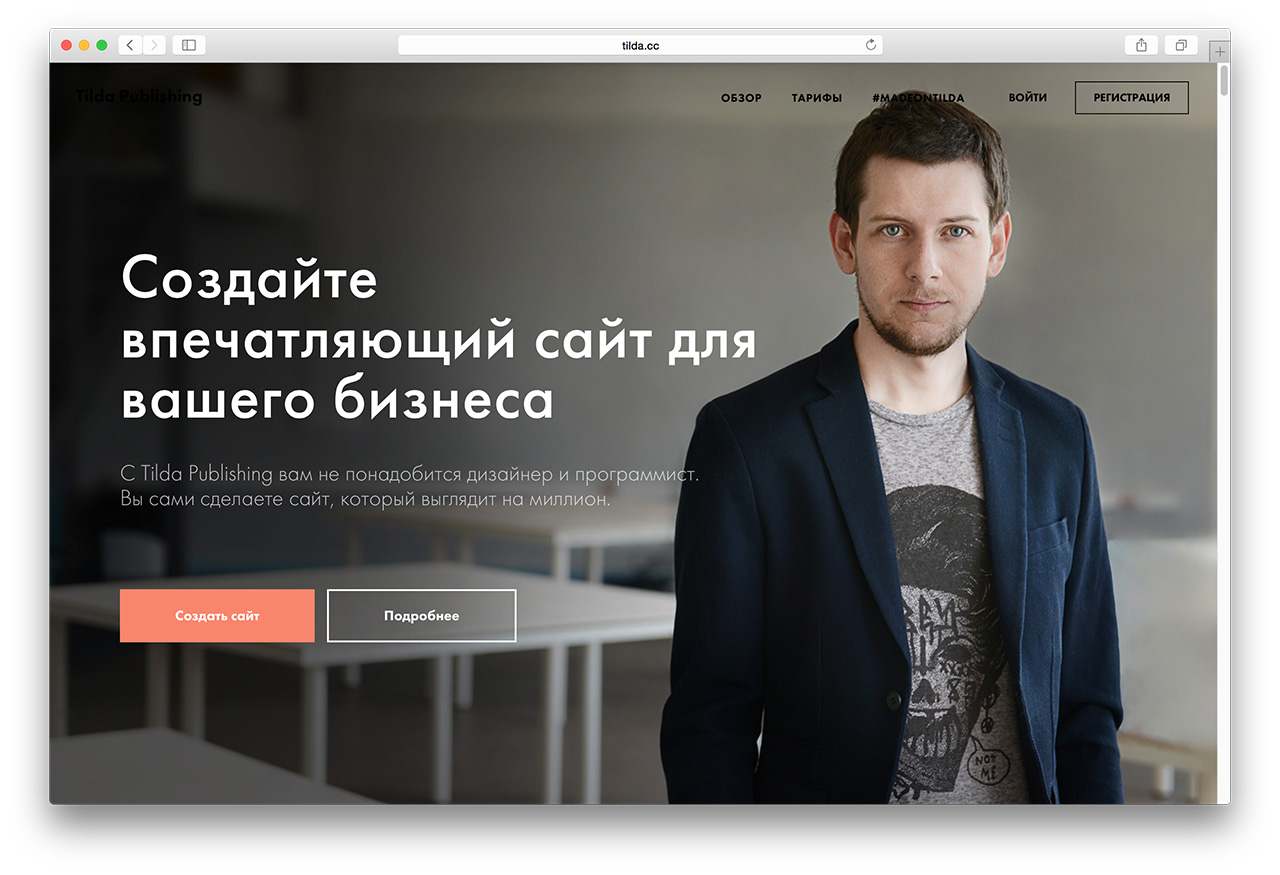 tilda.cc
Tilda Publishing
ОБЗОР ТАРИФЫ #MADEONTILDA ВОЙТИ РЕГИСТРАЦИЯ
Создайте
впечатляющий сайт для
вашего бизнеса
С Tilda Publishing вам не понадобится дизайнер и программист.
Вы сами сделаете сайт, который выглядит на миллион.
Создать сайт Подробнее
NOT
ME